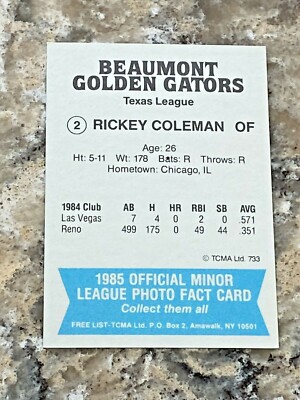 BEAUMONT
GOLDEN GATORS
Texas League
2 RICKEY COLEMAN OF
Age: 26
Ht: 5-11 Wt: 178 Bats: R Throws: R
Hometown: Chicago, IL
1984 Club AB H HR RBI SB AVG
Las Vegas 7 4 0 2 0 .571
Reno 499 175 0 49 44 .351
© TCMA Ltd. 733
1985 OFFICIAL MINOR
LEAGUE PHOTO FACT CARD
Collect them all
FREE LIST-TCMA Ltd. P.O. Box 2, Amawalk, NY 10501